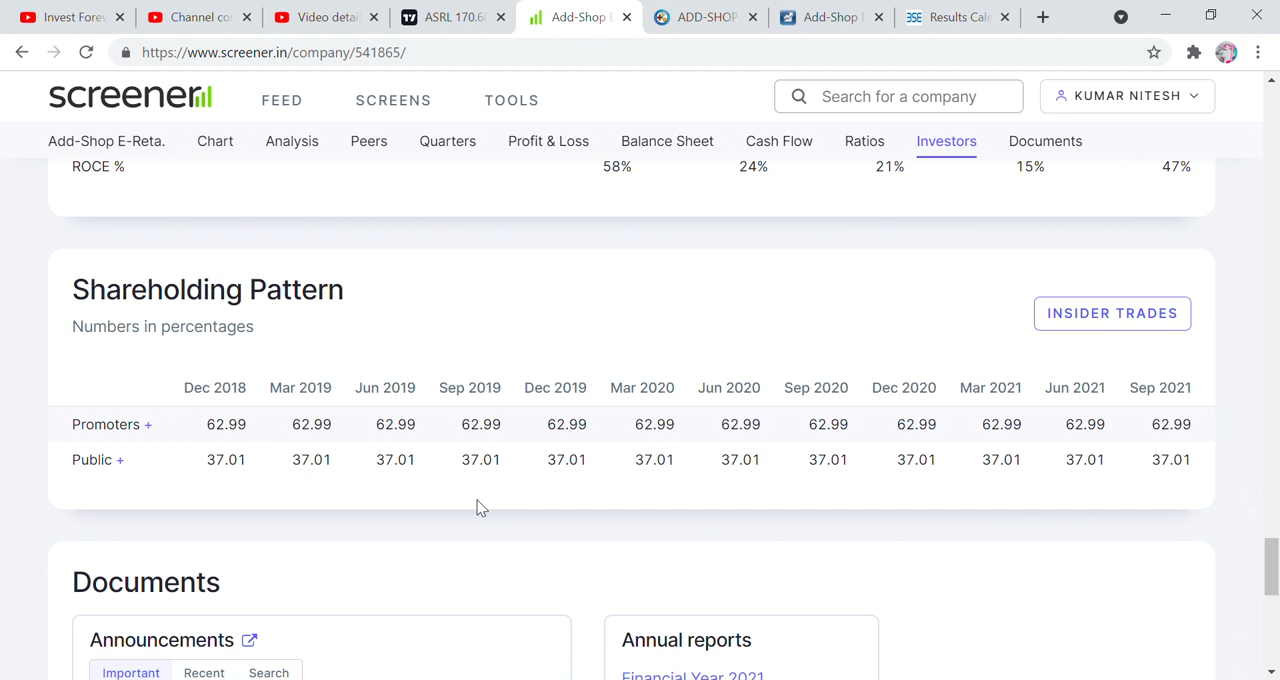 Invest Forev
Channel co
Video detai
ASRL 170.6
Add-Shop E
ADD-SHOP
Add-Shop
Results Cal
https://www.screener.in/company/541865/
screener
FEED
SCREENS
TOOLS
Search for a company
KUMAR NITESH
Add-Shop E-Reta. Chart Analysis Peers Quarters Profit & Loss Balance Sheet Cash Flow Ratios Investors Documents
ROCE % 58% 24% 21% 15% 47%
Shareholding Pattern
Numbers in percentages
INSIDER TRADES
Dec 2018 Mar 2019 Jun 2019 Sep 2019 Dec 2019 Mar 2020 Jun 2020 Sep 2020 Dec 2020 Mar 2021 Jun 2021 Sep 2021
Promoters + 62.99 62.99 62.99 62.99 62.99 62.99 62.99 62.99 62.99 62.99 62.99 62.99
Public + 37.01 37.01 37.01 37.01 37.01 37.01 37.01 37.01 37.01 37.01 37.01 37.01
Documents
Announcements
Important Recent Search
Annual reports
Financial Year 2021